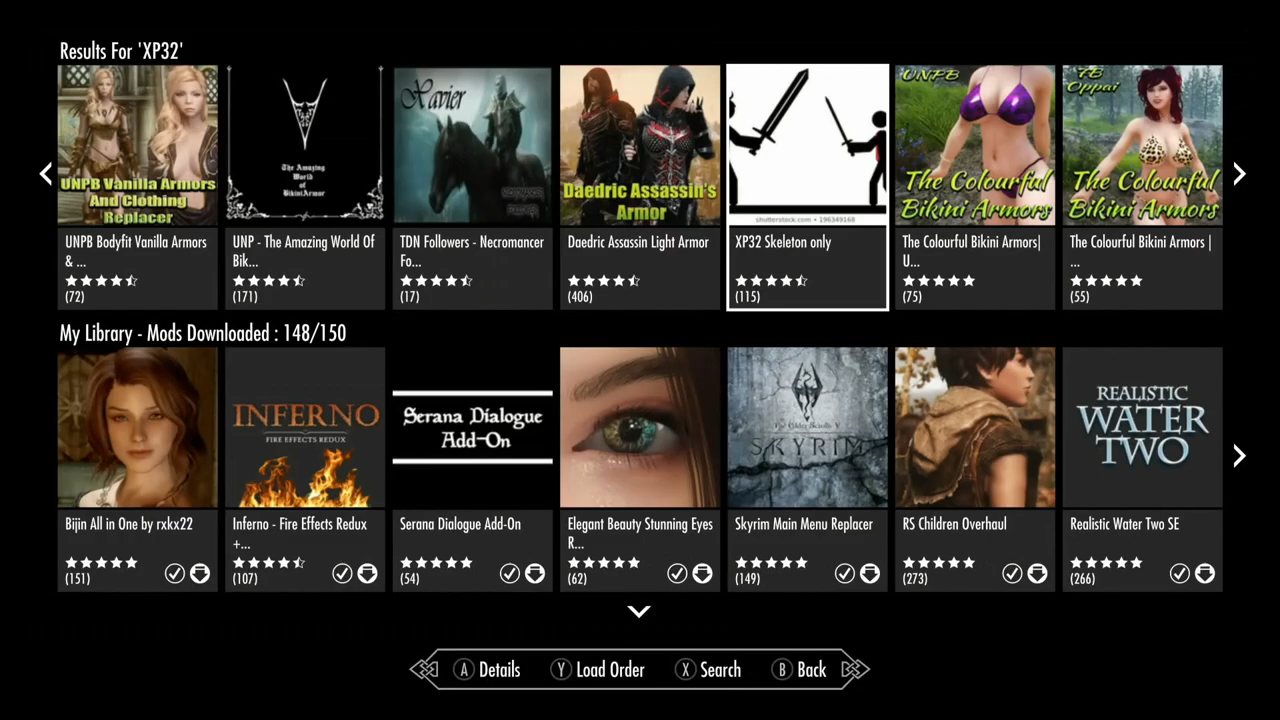 Results For 'XP32'
UNPB Vanilla Armors
And Clothing
Replacer
The Amazing
World
of
BikiniArmor
Xavier
Daedric Assassin's
Armor
shutterstock.com • 196349168
UNPB
The Colourful
Bikini Armors
7B
Oppai
The Colourful
Bikini Armors
UNPB Bodyfit Vanilla Armors
& ...
(72)
UNP - The Amazing World Of
Bik...
(171)
TDN Followers - Necromancer
Fo...
(17)
Daedric Assassin Light Armor
(406)
XP32 Skeleton only
(115)
The Colourful Bikini Armors|
U...
(75)
The Colourful Bikini Armors |
...
(55)
My Library - Mods Downloaded : 148/150
INFERNO
FIRE EFFECTS REDUX
Serana Dialogue
Add-On
The Elder Scrolls V
SKYRIM
REALISTIC
WATER
TWO
Bijin All in One by rxkx22
(151)
Inferno - Fire Effects Redux
+...
(107)
Serana Dialogue Add-On
(54)
Elegant Beauty Stunning Eyes
R...
(62)
Skyrim Main Menu Replacer
(149)
RS Children Overhaul
(273)
Realistic Water Two SE
(266)
A Details Y Load Order X Search B Back